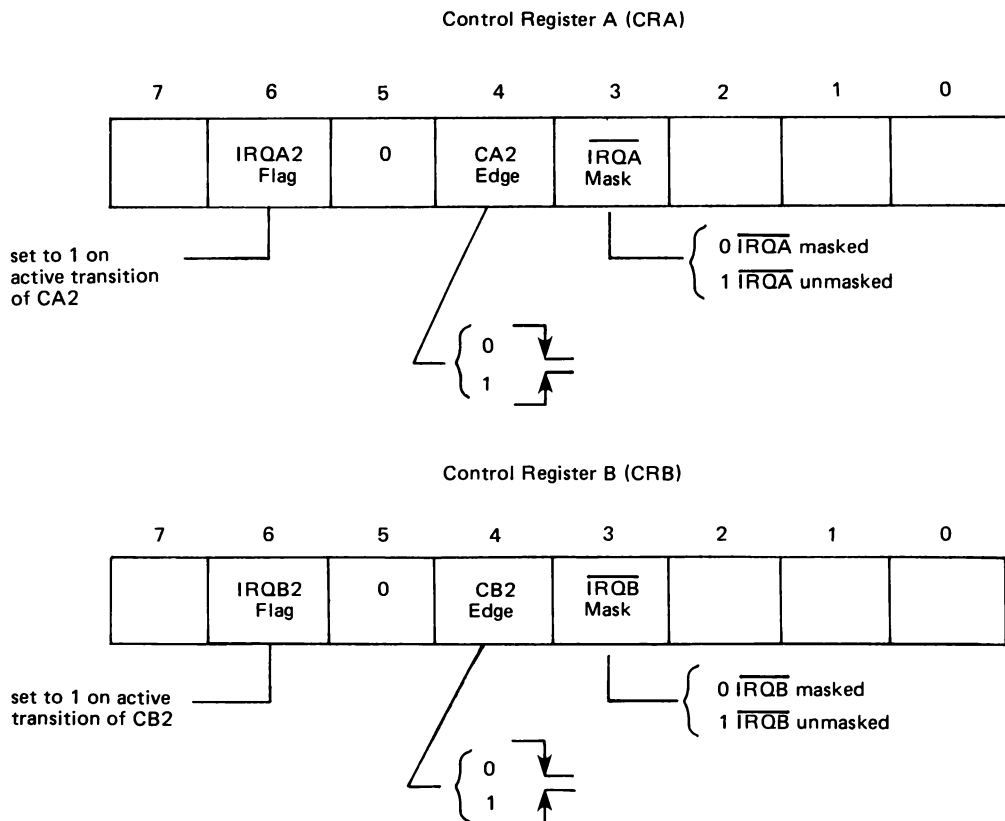 Control Register A (CRA)
7 6 5 4 3 2 1 0
IRQA2 Flag
0
CA2 Edge
IRQA Mask
set to 1 on
active transition
of CA2
0 IRQA masked
1 IRQA unmasked
0
1
Control Register B (CRB)
7 6 5 4 3 2 1 0
IRQB2 Flag
0
CB2 Edge
IRQB Mask
set to 1 on active
transition of CB2
0 IRQB masked
1 IRQB unmasked
0
1